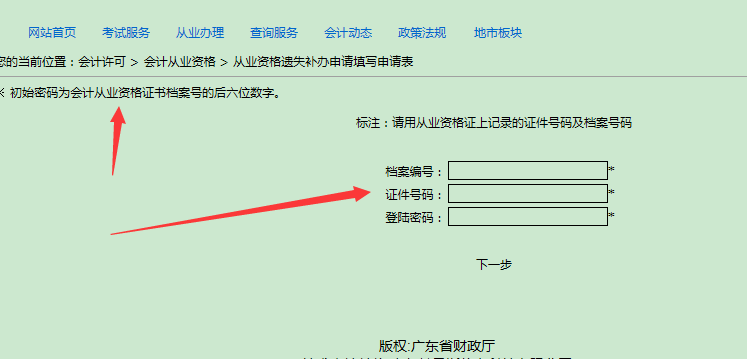 网站首页 考试服务 从业办理 查询服务 会计动态 政策法规 地市板块
您的当前位置：会计许可 > 会计从业资格 > 从业资格遗失补办申请填写申请表
※ 初始密码为会计从业资格证书档案号的后六位数字。
标注：请用从业资格证上记录的证件号码及档案号码
档案编号： *
证件号码： *
登陆密码： *
下一步
版权:广东省财政厅